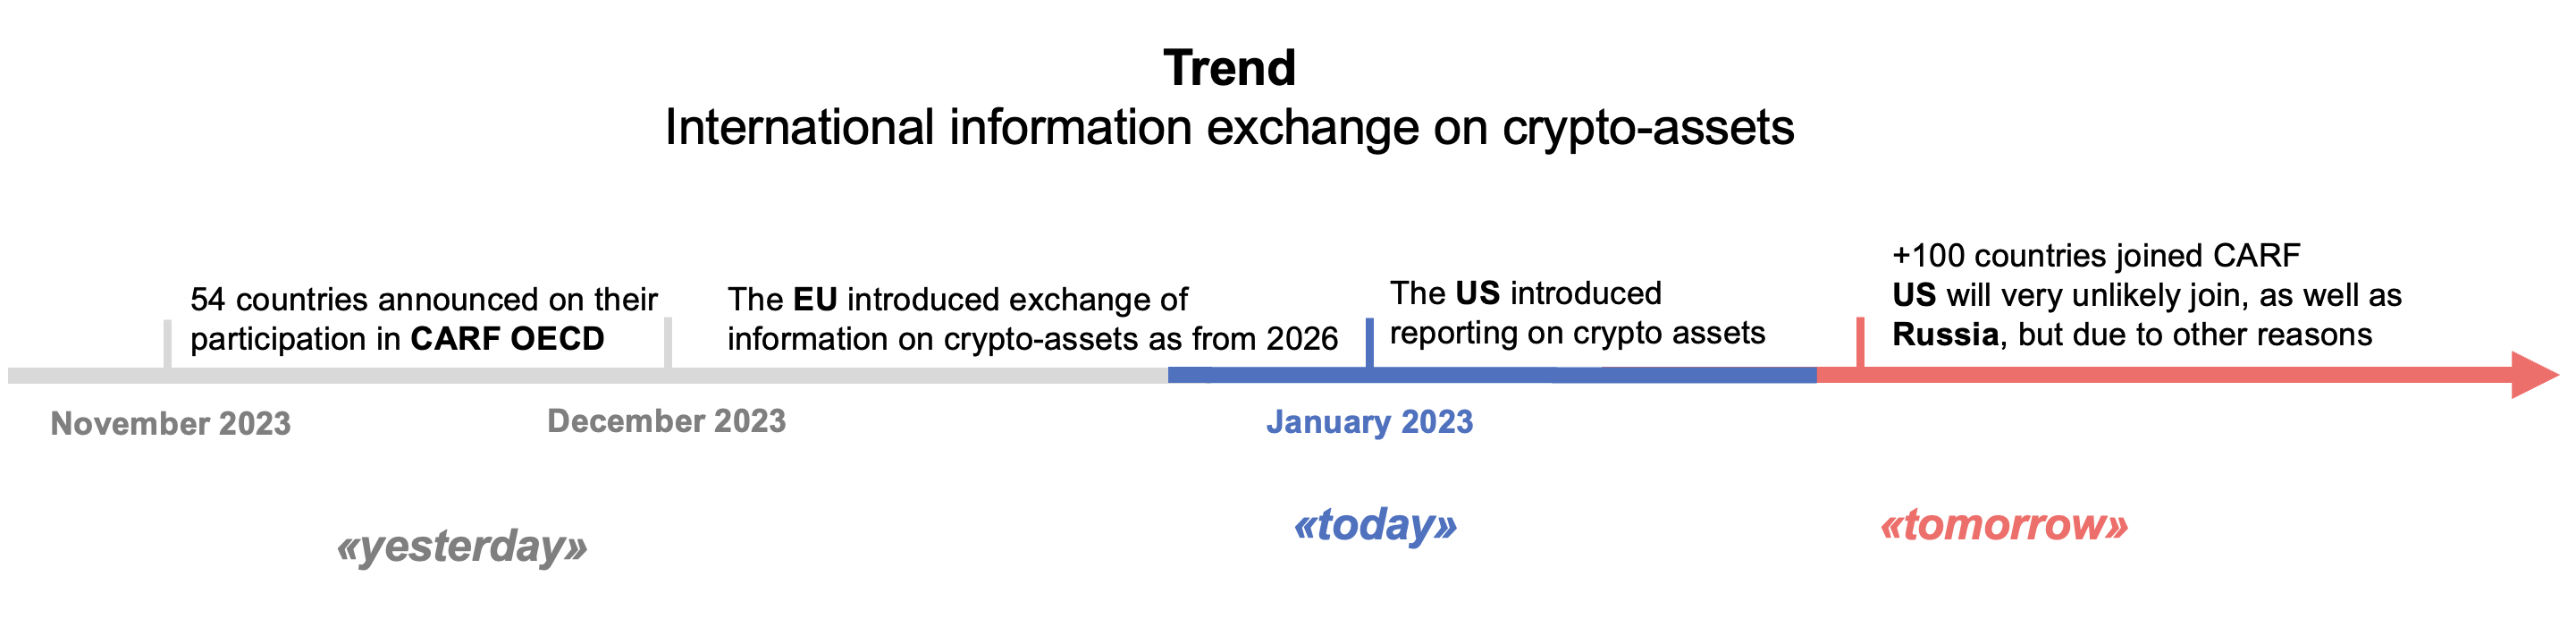 Trend
International information exchange on crypto-assets
54 countries announced on their
participation in CARF OECD
The EU introduced exchange of
information on crypto-assets as from 2026
The US introduced
reporting on crypto assets
+100 countries joined CARF
US will very unlikely join, as well as
Russia, but due to other reasons
November 2023
December 2023
January 2023
«yesterday»
«today»
«tomorrow»